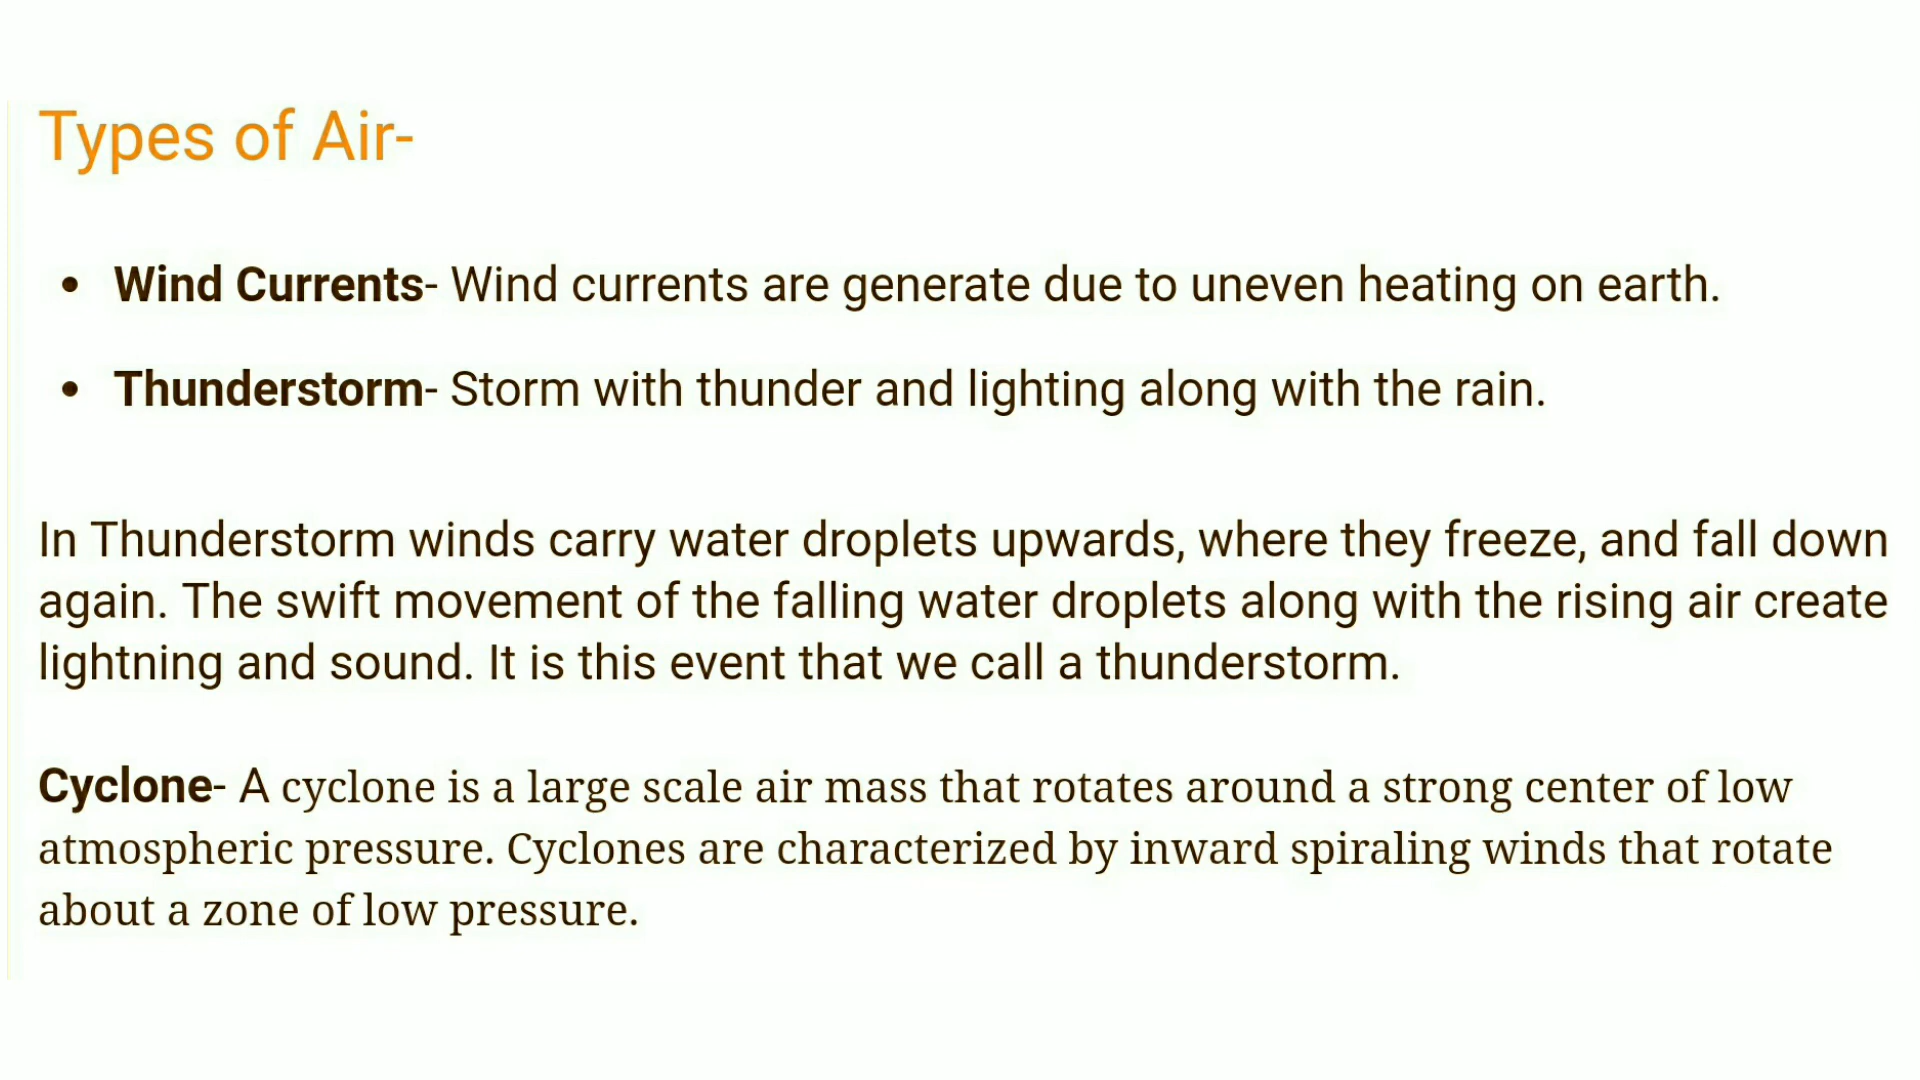 Types of Air-
• Wind Currents- Wind currents are generate due to uneven heating on earth.
• Thunderstorm- Storm with thunder and lighting along with the rain.
In Thunderstorm winds carry water droplets upwards, where they freeze, and fall down
again. The swift movement of the falling water droplets along with the rising air create
lightning and sound. It is this event that we call a thunderstorm.
Cyclone- A cyclone is a large scale air mass that rotates around a strong center of low
atmospheric pressure. Cyclones are characterized by inward spiraling winds that rotate
about a zone of low pressure.